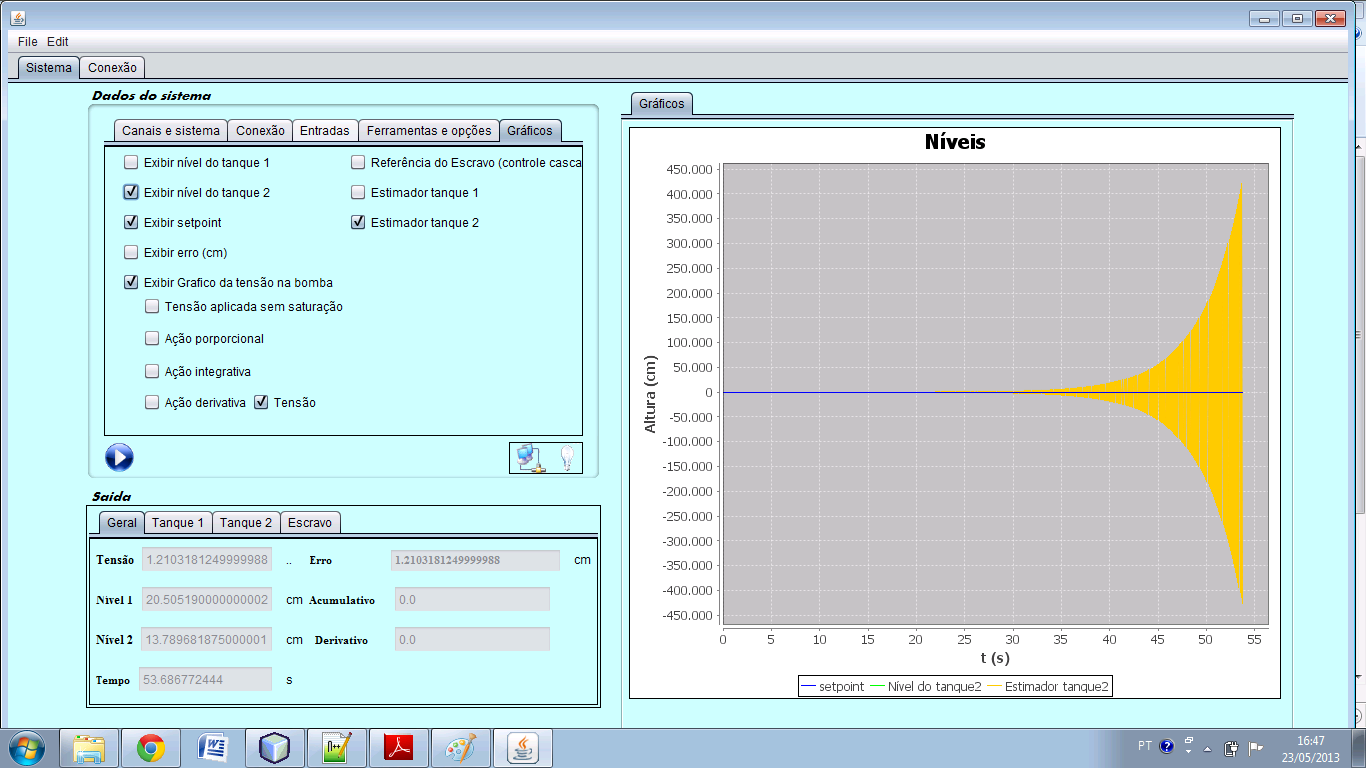 File Edit
Sistema Conexão
Dados do sistema
Canais e sistema Conexão Entradas Ferramentas e opções Gráficos
Exibir nível do tanque 1 Referência do Escravo (controle casca
Exibir nível do tanque 2 Estimador tanque 1
Exibir setpoint Estimador tanque 2
Exibir erro (cm)
Exibir Grafico da tensão na bomba
Tensão aplicada sem saturação
Ação porporcional
Ação integrativa
Ação derivativa Tensão
Saida
Geral Tanque 1 Tanque 2 Escravo
Tensão 1.2103181249999988 .. Erro 1.2103181249999988 cm
Nivel 1 20.505190000000002 cm Acumulativo 0.0
Nível 2 13.789681875000001 cm Derivativo 0.0
Tempo 53.686772444 s
Gráficos
Níveis
450.000
400.000
350.000
300.000
250.000
200.000
150.000
100.000
50.000
0
-50.000
-100.000
-150.000
-200.000
-250.000
-300.000
-350.000
-400.000
-450.000
Altura (cm)
0 5 10 15 20 25 30 35 40 45 50 55
t (s)
setpoint Nível do tanque2 Estimador tanque2
PT 16:47
23/05/2013